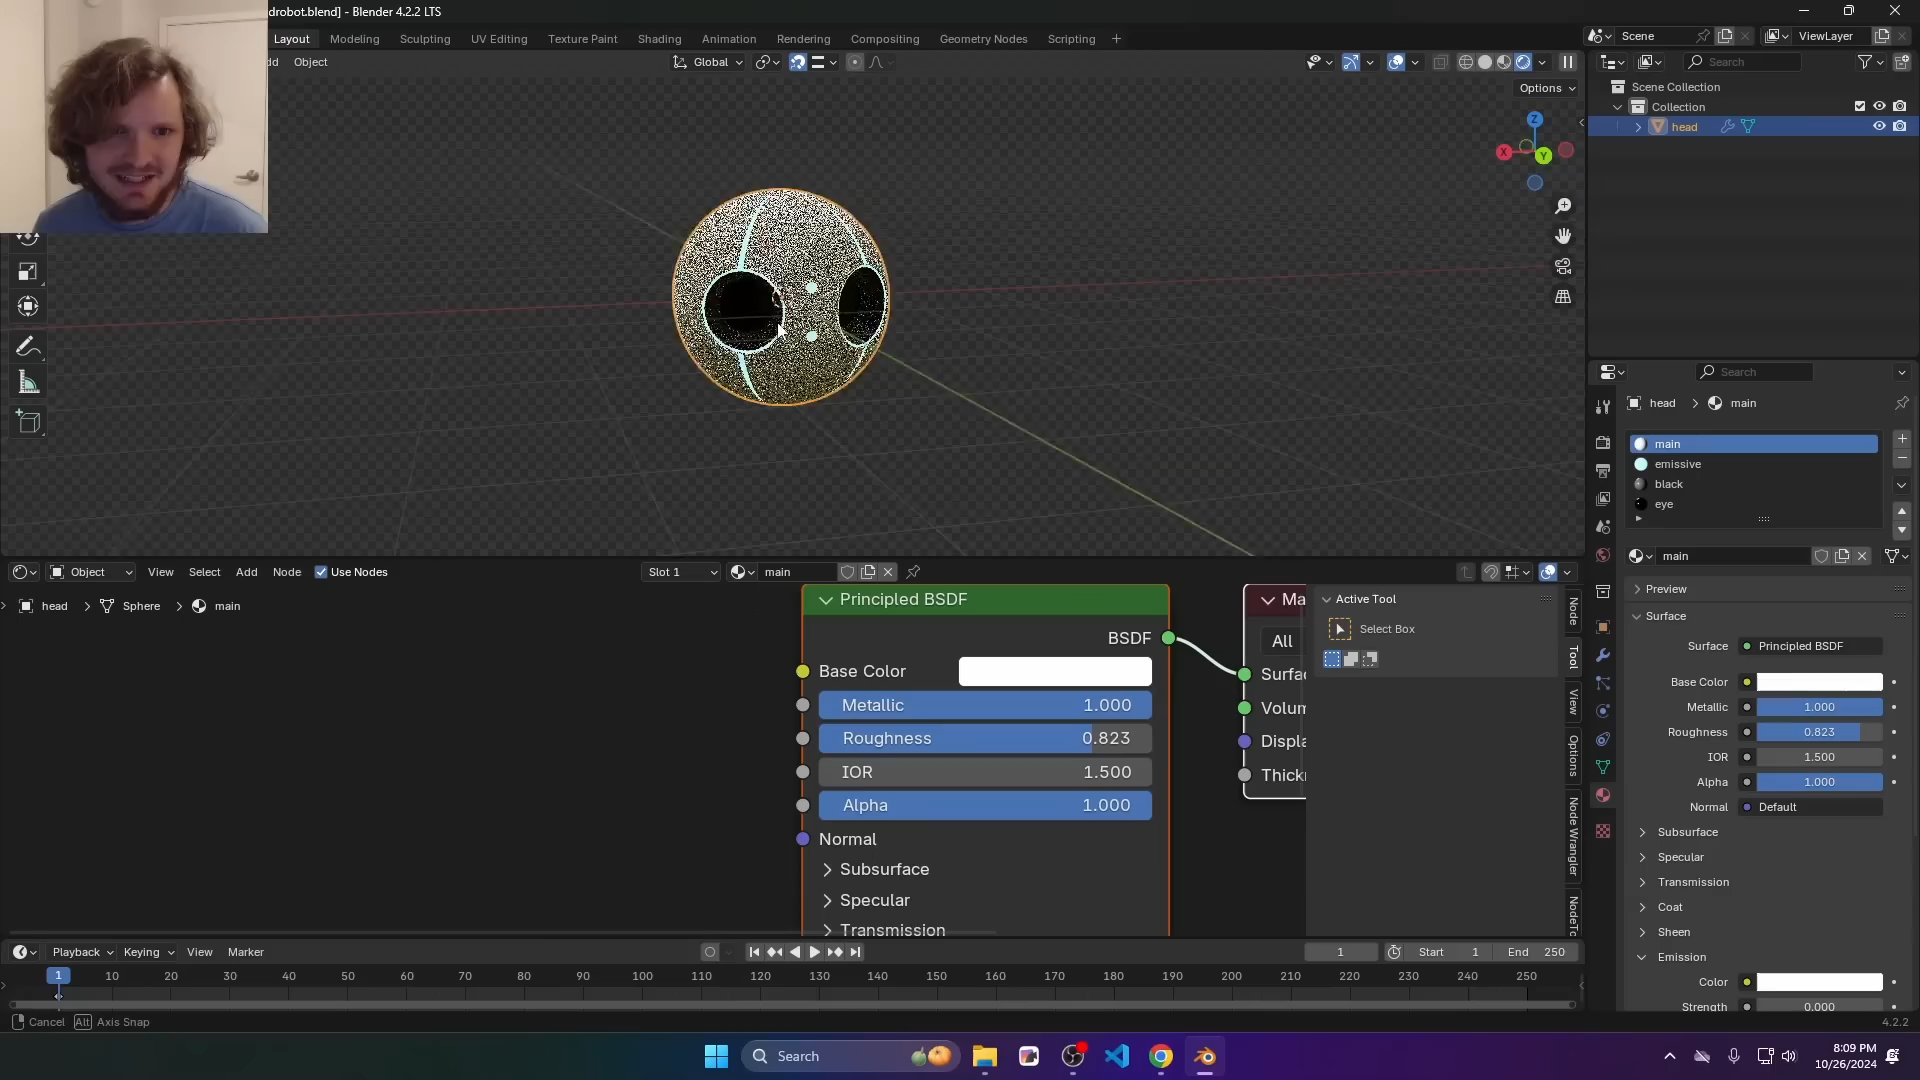 drobot.blend] - Blender 4.2.2 LTS
Layout Modeling Sculpting UV Editing Texture Paint Shading Animation Rendering Compositing Geometry Nodes Scripting +
Scene ViewLayer
dd Object Global
Search
Options
Scene Collection
Collection
head
Z
X Y
Search
head > main
main
emissive
black
eye
main
Preview
Surface
Surface Principled BSDF
Base Color
Metallic 1.000
Roughness 0.823
IOR 1.500
Alpha 1.000
Normal Default
Subsurface
Specular
Transmission
Coat
Sheen
Emission
Color
Strength 0.000
Object View Select Add Node Use Nodes Slot 1 main
head > Sphere > main
Principled BSDF
BSDF
Base Color
Metallic 1.000
Roughness 0.823
IOR 1.500
Alpha 1.000
Normal
Subsurface
Specular
Transmission
Ma
All
Surfac
Volum
Displa
Thickn
Active Tool
Select Box
Node
Tool
View
Options
Node Wrangler
NodeTo
Playback Keying View Marker 1 Start 1 End 250
1 10 20 30 40 50 60 70 80 90 100 110 120 130 140 150 160 170 180 190 200 210 220 230 240 250
Cancel Alt Axis Snap 4.2.2
Search
8:09 PM
10/26/2024